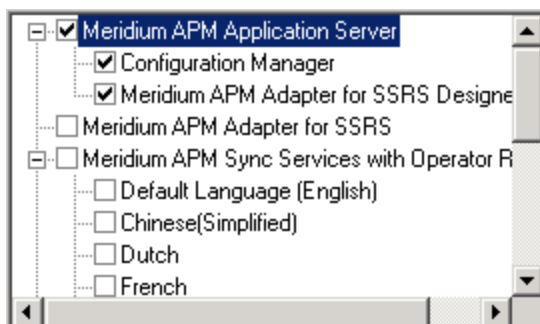 Meridium APM Application Server
Configuration Manager
Meridium APM Adapter for SSRS Designe
Meridium APM Adapter for SSRS
Meridium APM Sync Services with Operator R
Default Language (English)
Chinese(Simplified)
Dutch
French